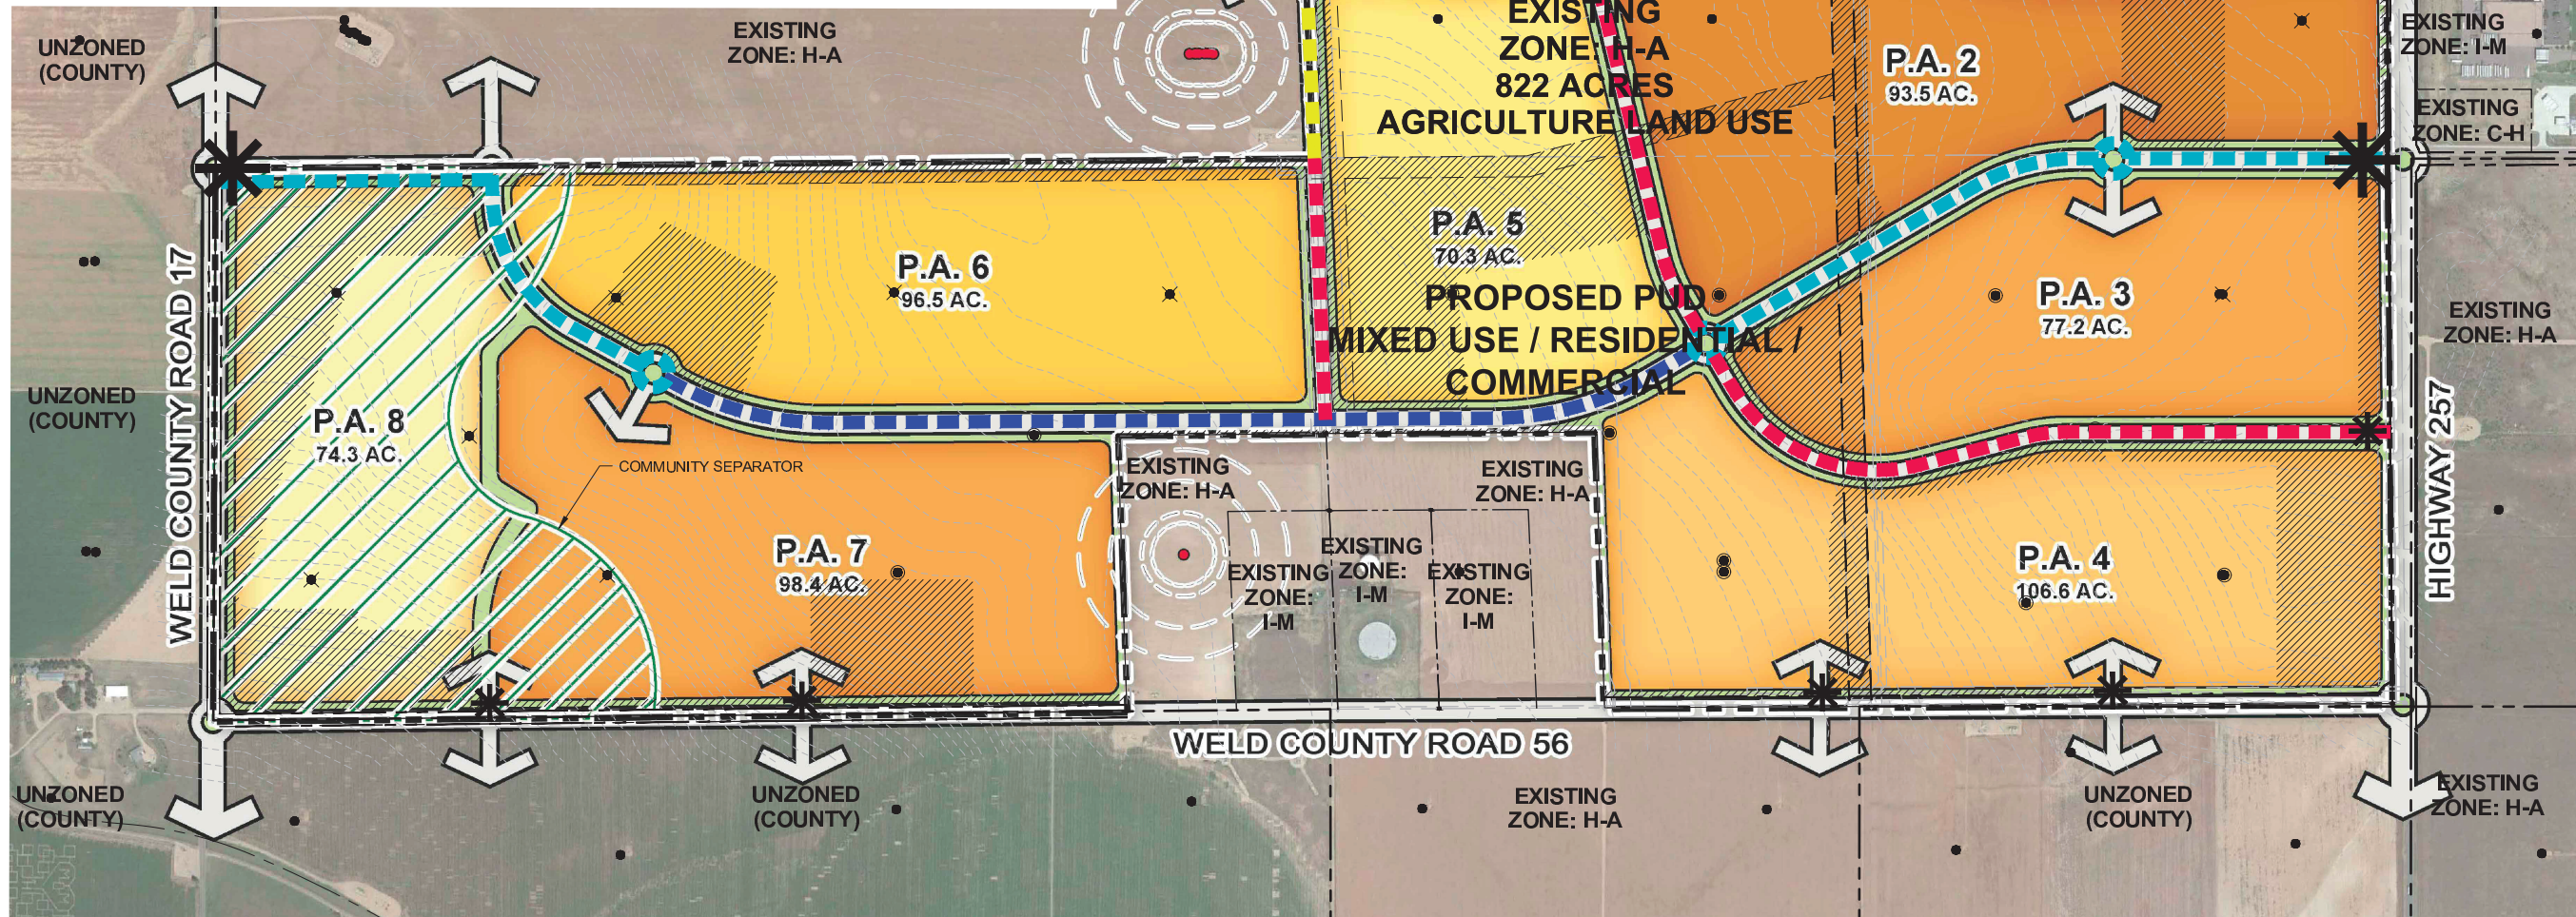 UNZONED
(COUNTY)
EXISTING
ZONE: H-A
EXISTING
ZONE: H-A
822 ACRES
AGRICULTURE LAND USE
P.A. 2
93.5 AC.
EXISTING
ZONE: I-M
EXISTING
ZONE: C-H
P.A. 6
96.5 AC.
P.A. 5
70.3 AC.
PROPOSED PUD
MIXED USE / RESIDENTIAL /
COMMERCIAL
P.A. 3
77.2 AC.
EXISTING
ZONE: H-A
WELD COUNTY ROAD 17
UNZONED
(COUNTY)
P.A. 8
74.3 AC.
COMMUNITY SEPARATOR
P.A. 7
98.4 AC.
EXISTING
ZONE: H-A
EXISTING
ZONE: H-A
EXISTING
ZONE:
I-M
EXISTING
ZONE:
I-M
EXISTING
ZONE:
I-M
P.A. 4
106.6 AC.
HIGHWAY 257
WELD COUNTY ROAD 56
UNZONED
(COUNTY)
UNZONED
(COUNTY)
EXISTING
ZONE: H-A
UNZONED
(COUNTY)
EXISTING
ZONE: H-A